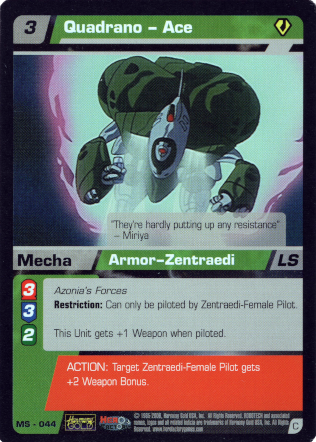 3 Quadrano - Ace
"They're hardly putting up any resistance"
- Miriya
Mecha Armor-Zentraedi LS
3 Azonia's Forces
3 Restriction: Can only be piloted by Zentraedi-Female Pilot.
2 This Unit gets +1 Weapon when piloted.
ACTION: Target Zentraedi-Female Pilot gets
+2 Weapon Bonus.
MS - 044
Harmony
GOLD
C